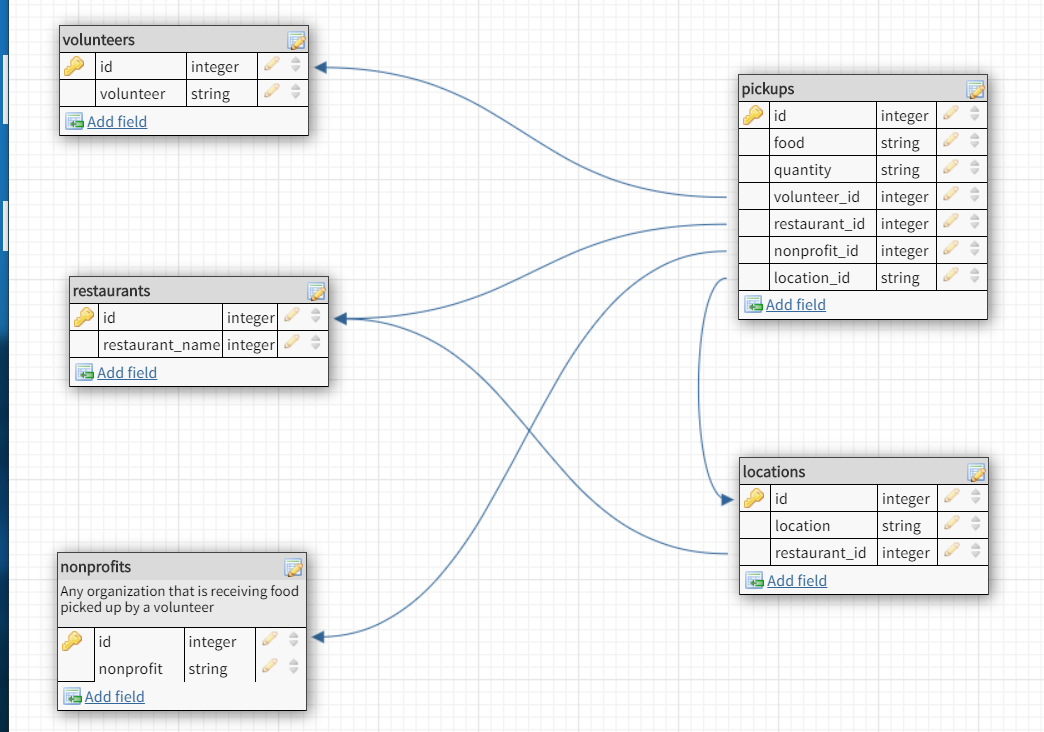 volunteers
id integer
volunteer string
Add field
pickups
id integer
food string
quantity string
volunteer_id integer
restaurant_id integer
nonprofit_id integer
location_id string
Add field
restaurants
id integer
restaurant_name integer
Add field
locations
id integer
location string
restaurant_id integer
Add field
nonprofits
Any organization that is receiving food
picked up by a volunteer
id integer
nonprofit string
Add field